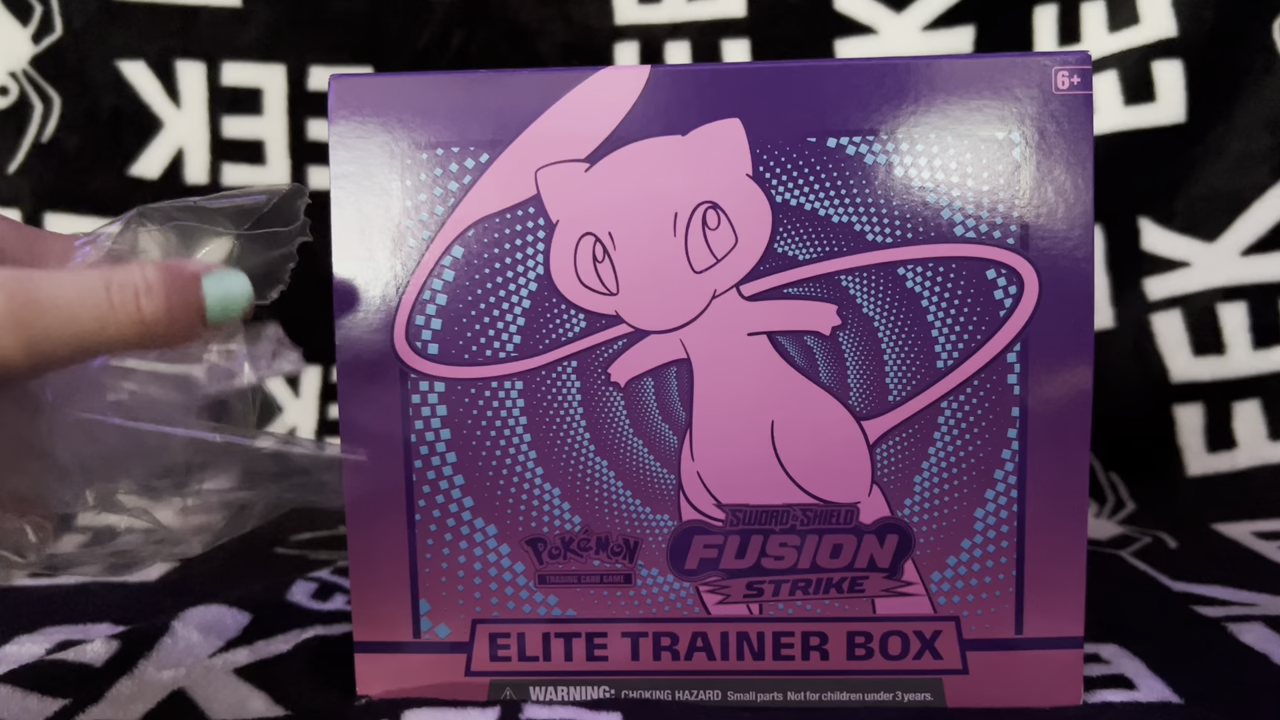 EEK
6+
SWORD & SHIELD
POKéMON
TRADING CARD GAME
FUSION
STRIKE
ELITE TRAINER BOX
WARNING: CHOKING HAZARD Small parts Not for children under 3 years.